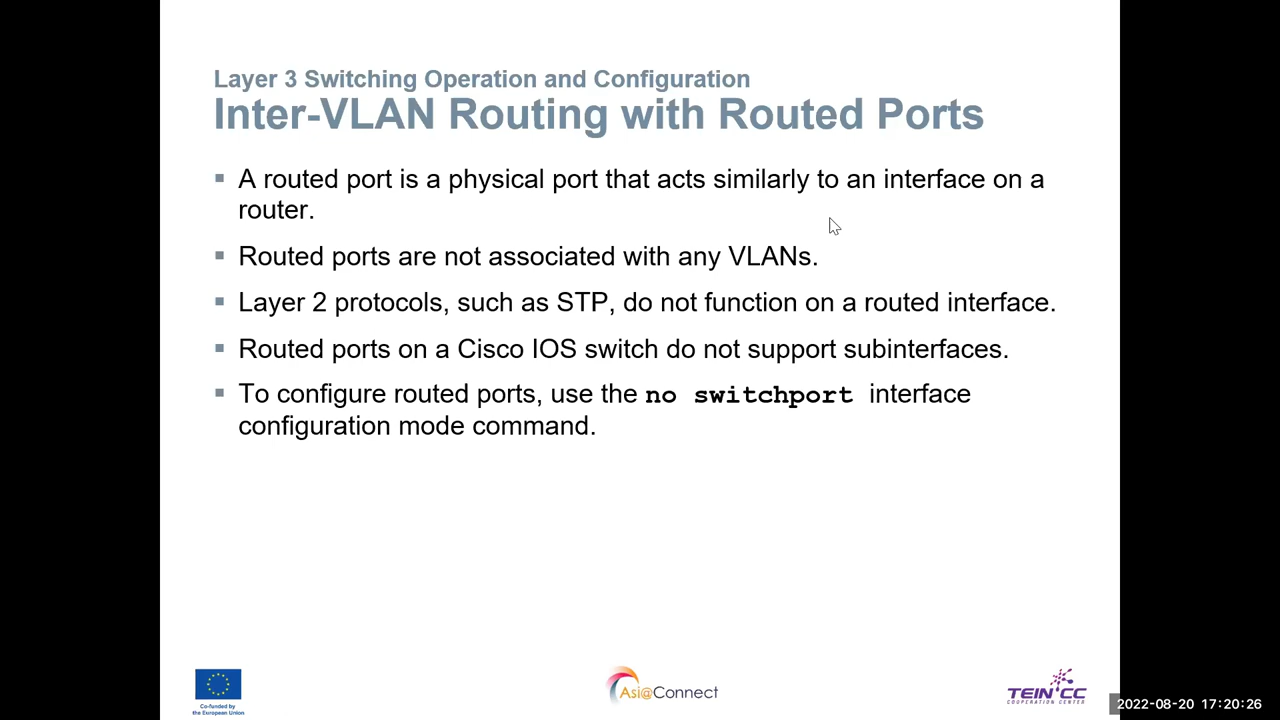 Layer 3 Switching Operation and Configuration
Inter-VLAN Routing with Routed Ports
▪ A routed port is a physical port that acts similarly to an interface on a
router.
▪ Routed ports are not associated with any VLANs.
▪ Layer 2 protocols, such as STP, do not function on a routed interface.
▪ Routed ports on a Cisco IOS switch do not support subinterfaces.
▪ To configure routed ports, use the no switchport interface
configuration mode command.
Co-funded by
the European Union
Asi@Connect
TEIN*CC
COOPERATION CENTER
2022-08-20 17:20:26